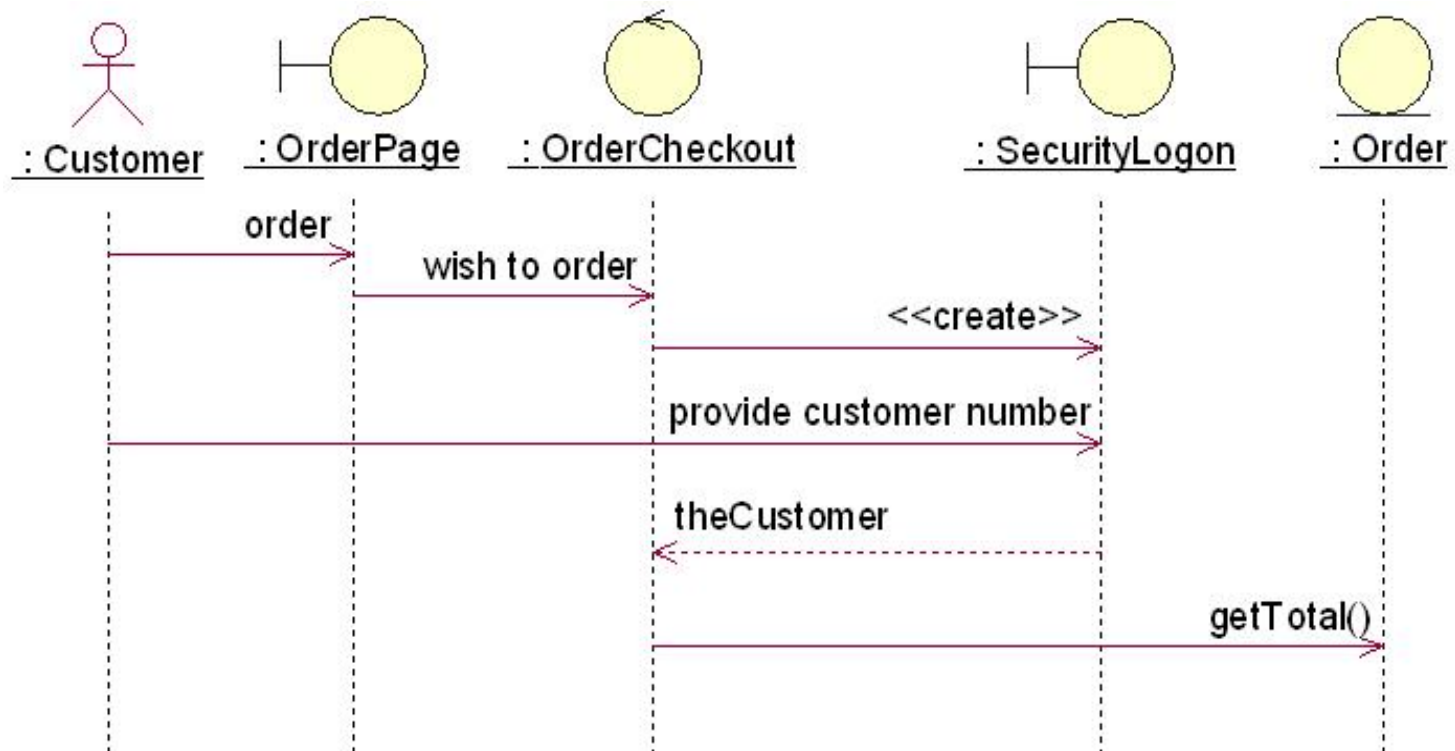 : Customer
: OrderPage
: OrderCheckout
: SecurityLogon
: Order
order
wish to order
<<create>>
provide customer number
theCustomer
getTotal()